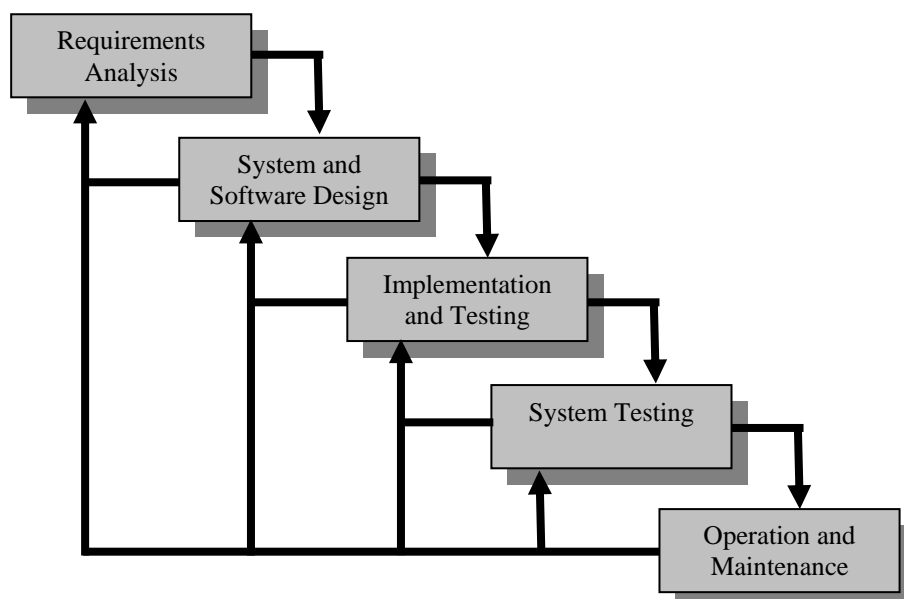 Requirements
Analysis
System and
Software Design
Implementation
and Testing
System Testing
Operation and
Maintenance